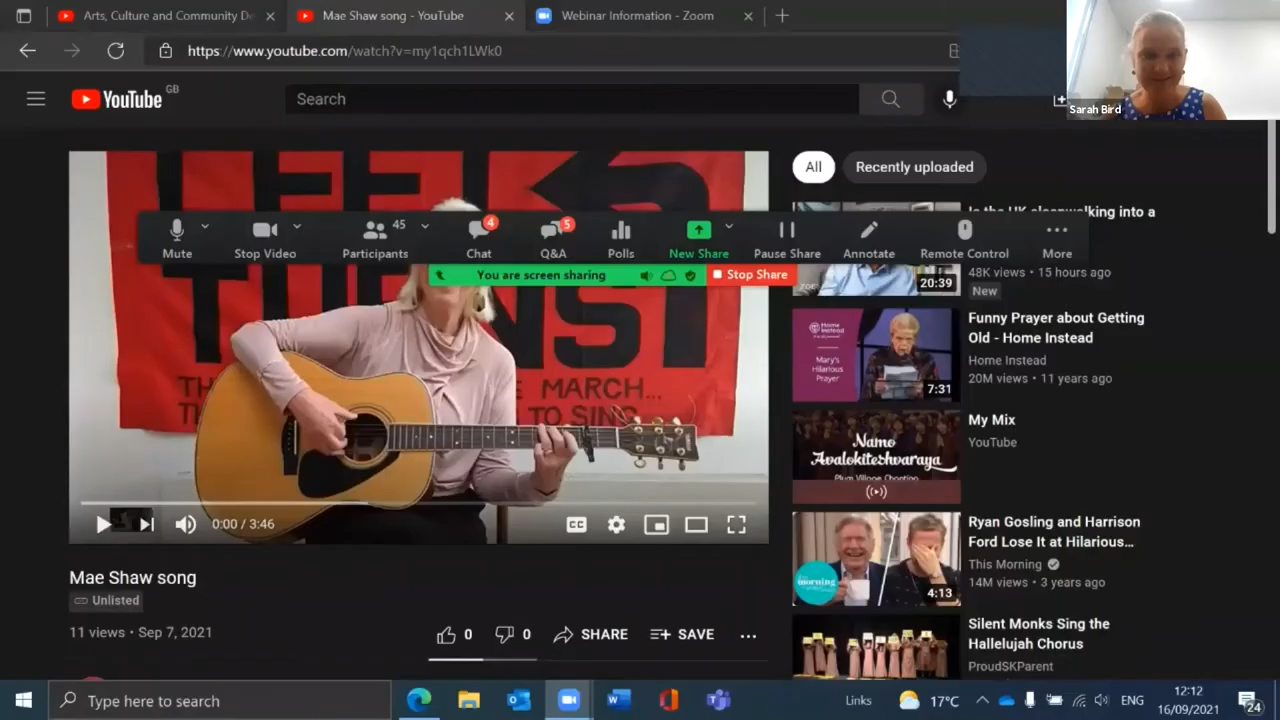 Arts, Culture and Community De
Mae Shaw song - YouTube
Webinar Information - Zoom
https://www.youtube.com/watch?v=my1qch1LWk0
YouTube GB
Search
Sarah Bird
All
Recently uploaded
Mute
Stop Video
45
Participants
4
Chat
5
Q&A
Polls
New Share
Pause Share
Annotate
Remote Control
More
You are screen sharing
Stop Share
Is the UK sleepwalking into a
48K views • 15 hours ago
New
20:39
MARCH...
TO SING
0:00 / 3:46
CC
Home Instead
Mary's
Hilarious
Prayer
7:31
Funny Prayer about Getting
Old - Home Instead
Home Instead
20M views • 11 years ago
Namo
Avalokiteshvaraya
My Mix
YouTube
morning
4:13
Ryan Gosling and Harrison
Ford Lose It at Hilarious...
This Morning
14M views • 3 years ago
Silent Monks Sing the
Hallelujah Chorus
ProudSKParent
Mae Shaw song
Unlisted
11 views • Sep 7, 2021
0
0
SHARE
SAVE
Type here to search
Links
17°C
ENG
12:12
16/09/2021
24